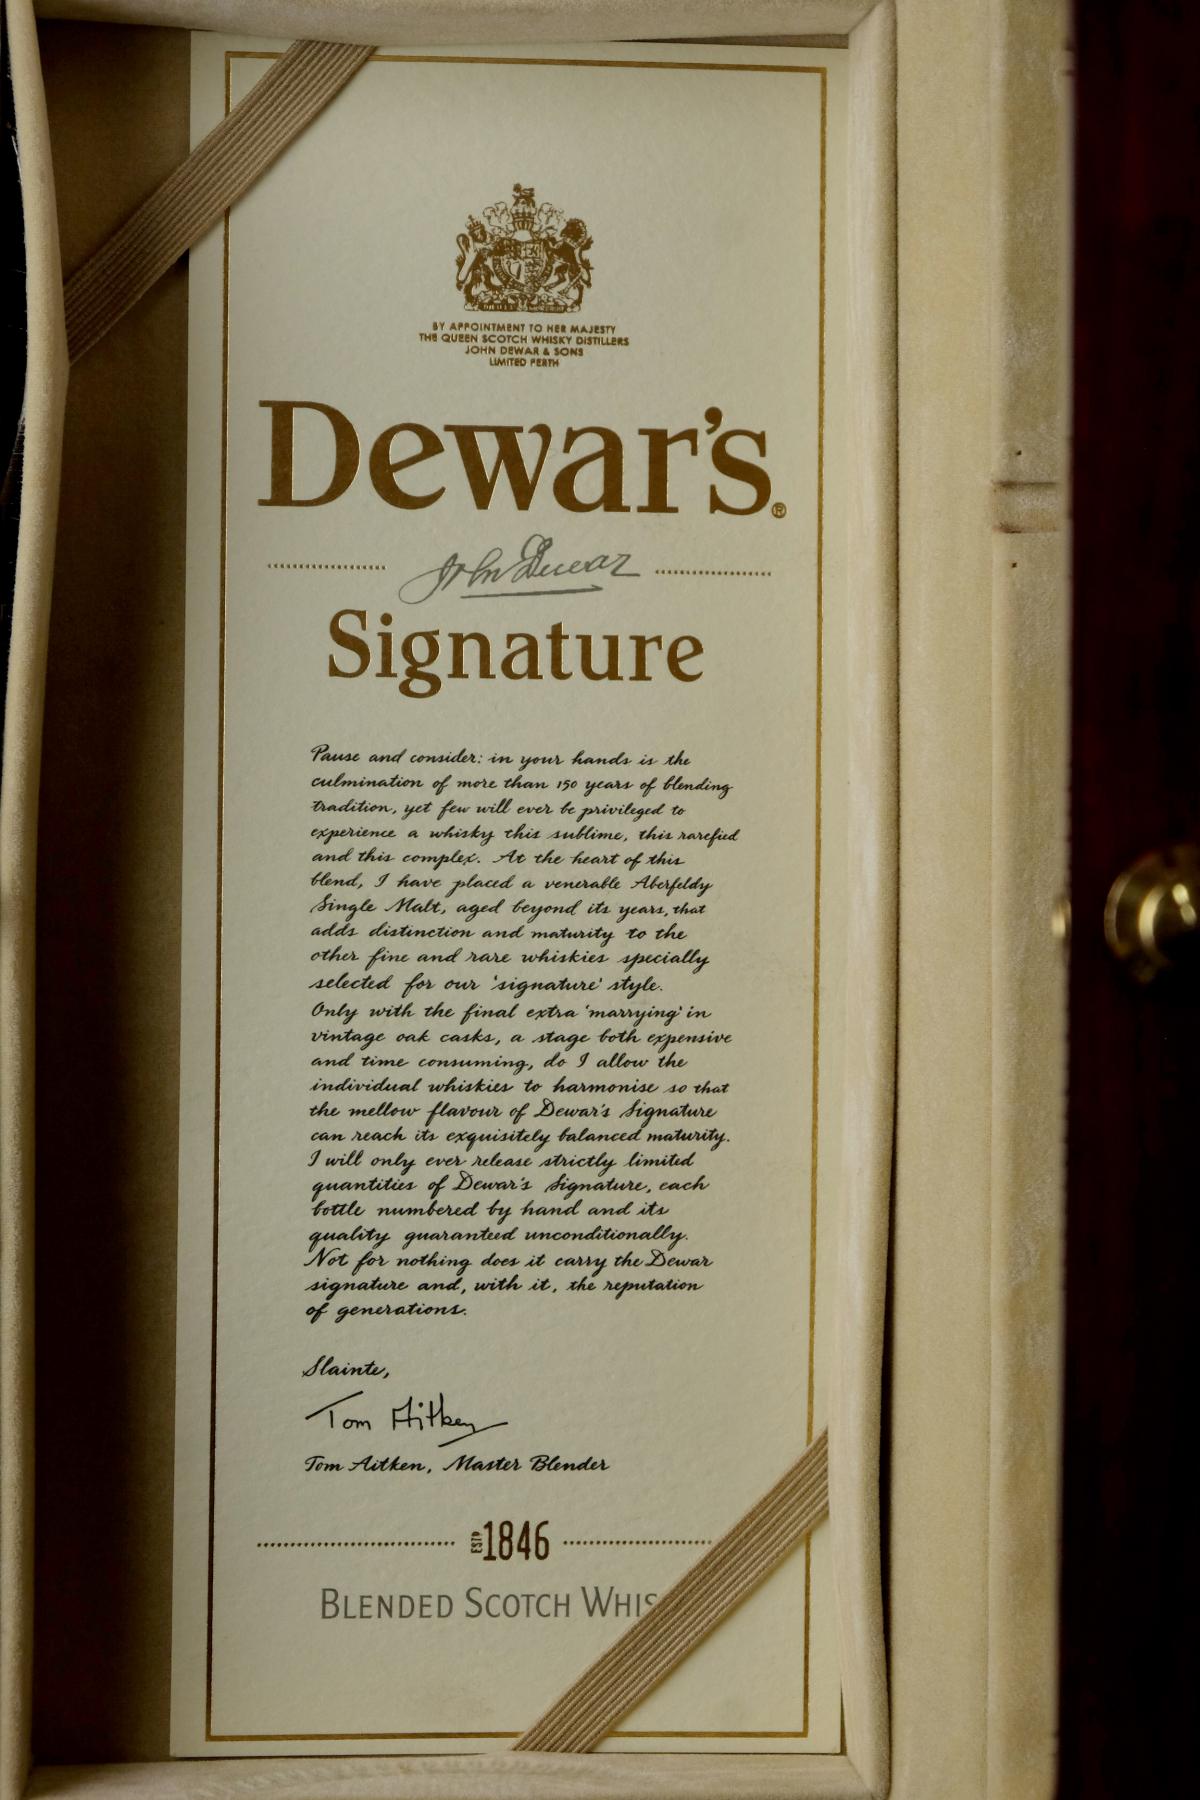 BY APPOINTMENT TO HER MAJESTY
THE QUEEN SCOTCH WHISKY DISTILLERS
JOHN DEWAR & SONS
LIMITED PERTH
Dewar's®
John Dewar
Signature
Pause and consider: in your hands is the
culmination of more than 150 years of blending
tradition, yet few will ever be privileged to
experience a whisky this sublime, this rarefied
and this complex. At the heart of this
blend, I have placed a venerable Aberfeldy
Single Malt, aged beyond its years, that
adds distinction and maturity to the
other fine and rare whiskies specially
selected for our 'signature' style.
Only with the final extra 'marrying' in
vintage oak casks, a stage both expensive
and time consuming, do I allow the
individual whiskies to harmonise so that
the mellow flavour of Dewar's Signature
can reach its exquisitely balanced maturity.
I will only ever release strictly limited
quantities of Dewar's Signature, each
bottle numbered by hand and its
quality guaranteed unconditionally.
Not for nothing does it carry the Dewar
signature and, with it, the reputation
of generations.
Slainte,
Tom Aitken
Tom Aitken, Master Blender
ESTD 1846
BLENDED SCOTCH WHIS